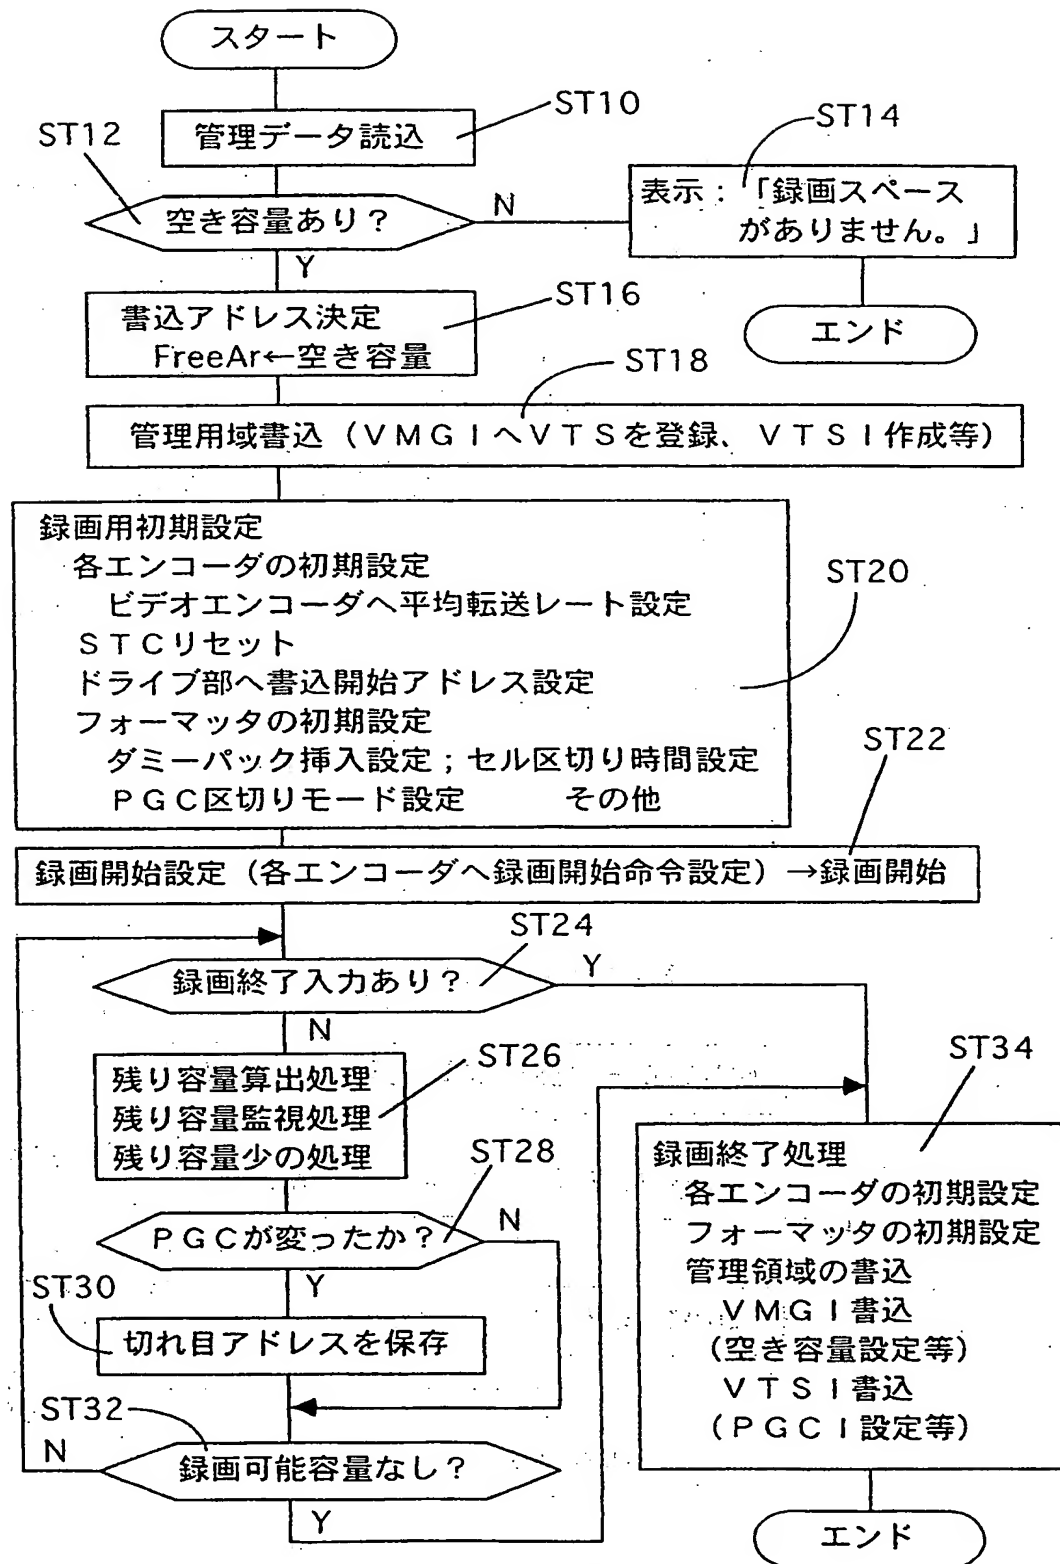 スタート
ST10
管理データ読込
ST12
ST14
空き容量あり?
N
表示:「録画スペース
がありません。」
Y
ST16
書込アドレス決定
FreeAr←空き容量
エンド
ST18
管理用域書込(VMGIへVTSを登録、VTSI作成等)
録画用初期設定
各エンコーダの初期設定
ビデオエンコーダへ平均転送レート設定
STCリセット
ドライブ部へ書込開始アドレス設定
フォーマッタの初期設定
ダミーパック挿入設定;セル区切り時間設定
PGC区切りモード設定 その他
ST20
ST22
録画開始設定(各エンコーダへ録画開始命令設定)→録画開始
ST24
録画終了入力あり?
Y
N
ST26
残り容量算出処理
残り容量監視処理
残り容量少の処理
ST28
PGCが変ったか?
N
Y
ST30
切れ目アドレスを保存
ST32
N
録画可能容量なし?
Y
ST34
録画終了処理
各エンコーダの初期設定
フォーマッタの初期設定
管理領域の書込
VMGI書込
(空き容量設定等)
VTSI書込
(PGCI設定等)
エンド